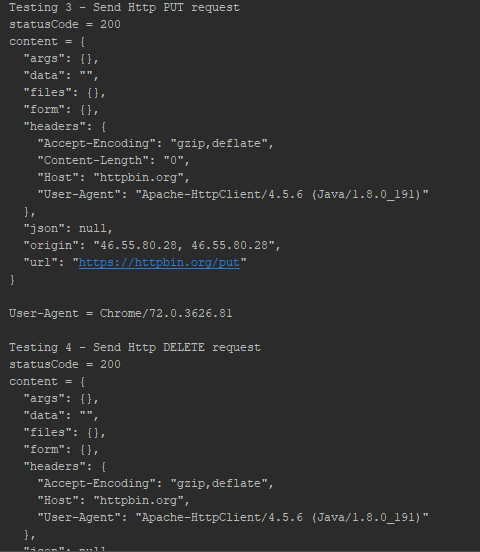 Testing 3 - Send Http PUT request
statusCode = 200
content = {
  "args": {},
  "data": "",
  "files": {},
  "form": {},
  "headers": {
    "Accept-Encoding": "gzip,deflate",
    "Content-Length": "0",
    "Host": "httpbin.org",
    "User-Agent": "Apache-HttpClient/4.5.6 (Java/1.8.0_191)"
  },
  "json": null,
  "origin": "46.55.80.28, 46.55.80.28",
  "url": "https://httpbin.org/put"
}

User-Agent = Chrome/72.0.3626.81

Testing 4 - Send Http DELETE request
statusCode = 200
content = {
  "args": {},
  "data": "",
  "files": {},
  "form": {},
  "headers": {
    "Accept-Encoding": "gzip,deflate",
    "Host": "httpbin.org",
    "User-Agent": "Apache-HttpClient/4.5.6 (Java/1.8.0_191)"
  },
  "json": null